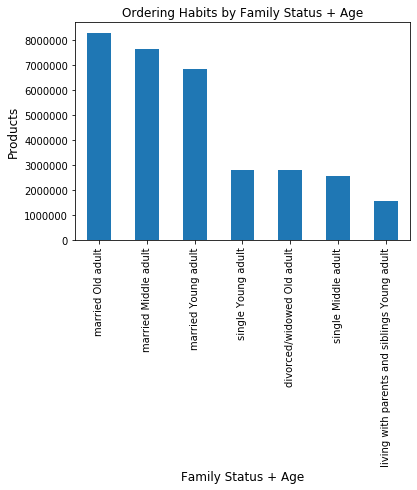 Ordering Habits by Family Status + Age
Products
8000000
7000000
6000000
5000000
4000000
3000000
2000000
1000000
0
married Old adult
married Middle adult
married Young adult
single Young adult
divorced/widowed Old adult
single Middle adult
living with parents and siblings Young adult
Family Status + Age